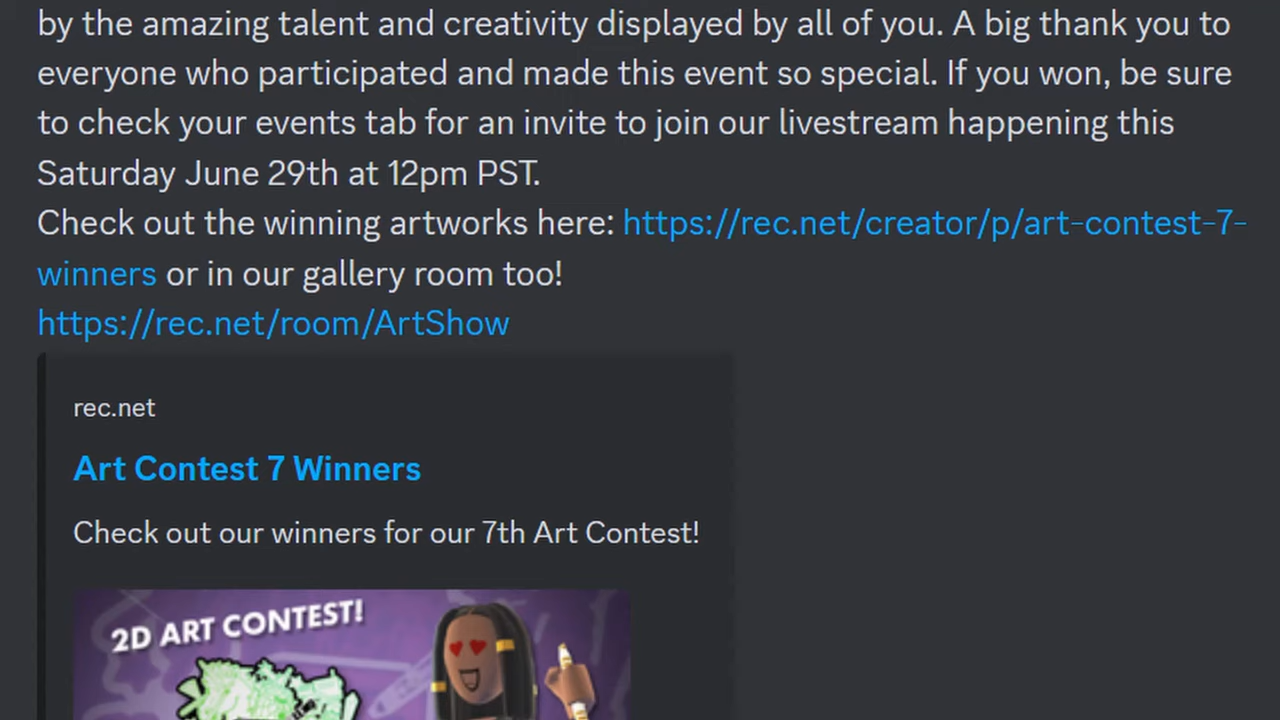 by the amazing talent and creativity displayed by all of you. A big thank you to
everyone who participated and made this event so special. If you won, be sure
to check your events tab for an invite to join our livestream happening this
Saturday June 29th at 12pm PST.
Check out the winning artworks here: https://rec.net/creator/p/art-contest-7-
winners or in our gallery room too!
https://rec.net/room/ArtShow
rec.net
Art Contest 7 Winners
Check out our winners for our 7th Art Contest!
2D ART CONTEST!